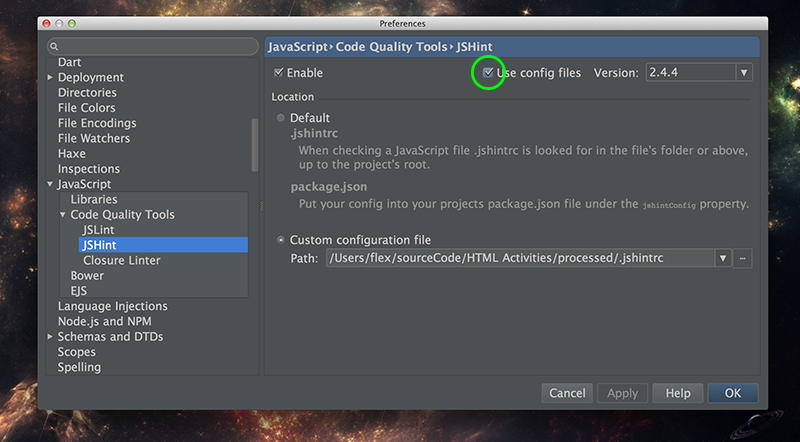 Preferences
JavaScript › Code Quality Tools › JSHint
Dart
Deployment
Directories
File Colors
File Encodings
File Watchers
Haxe
Inspections
JavaScript
Libraries
Code Quality Tools
JSLint
JSHint
Closure Linter
Bower
EJS
Language Injections
Node.js and NPM
Schemas and DTDs
Scopes
Spelling
Enable
Use config files
Version: 2.4.4
Location
Default
.jshintrc
When checking a JavaScript file .jshintrc is looked for in the file's folder or above,
up to the project's root.
package.json
Put your config into your projects package.json file under the jshintConfig property.
Custom configuration file
Path: /Users/flex/sourceCode/HTML Activities/processed/.jshintrc
...
Cancel
Apply
Help
OK